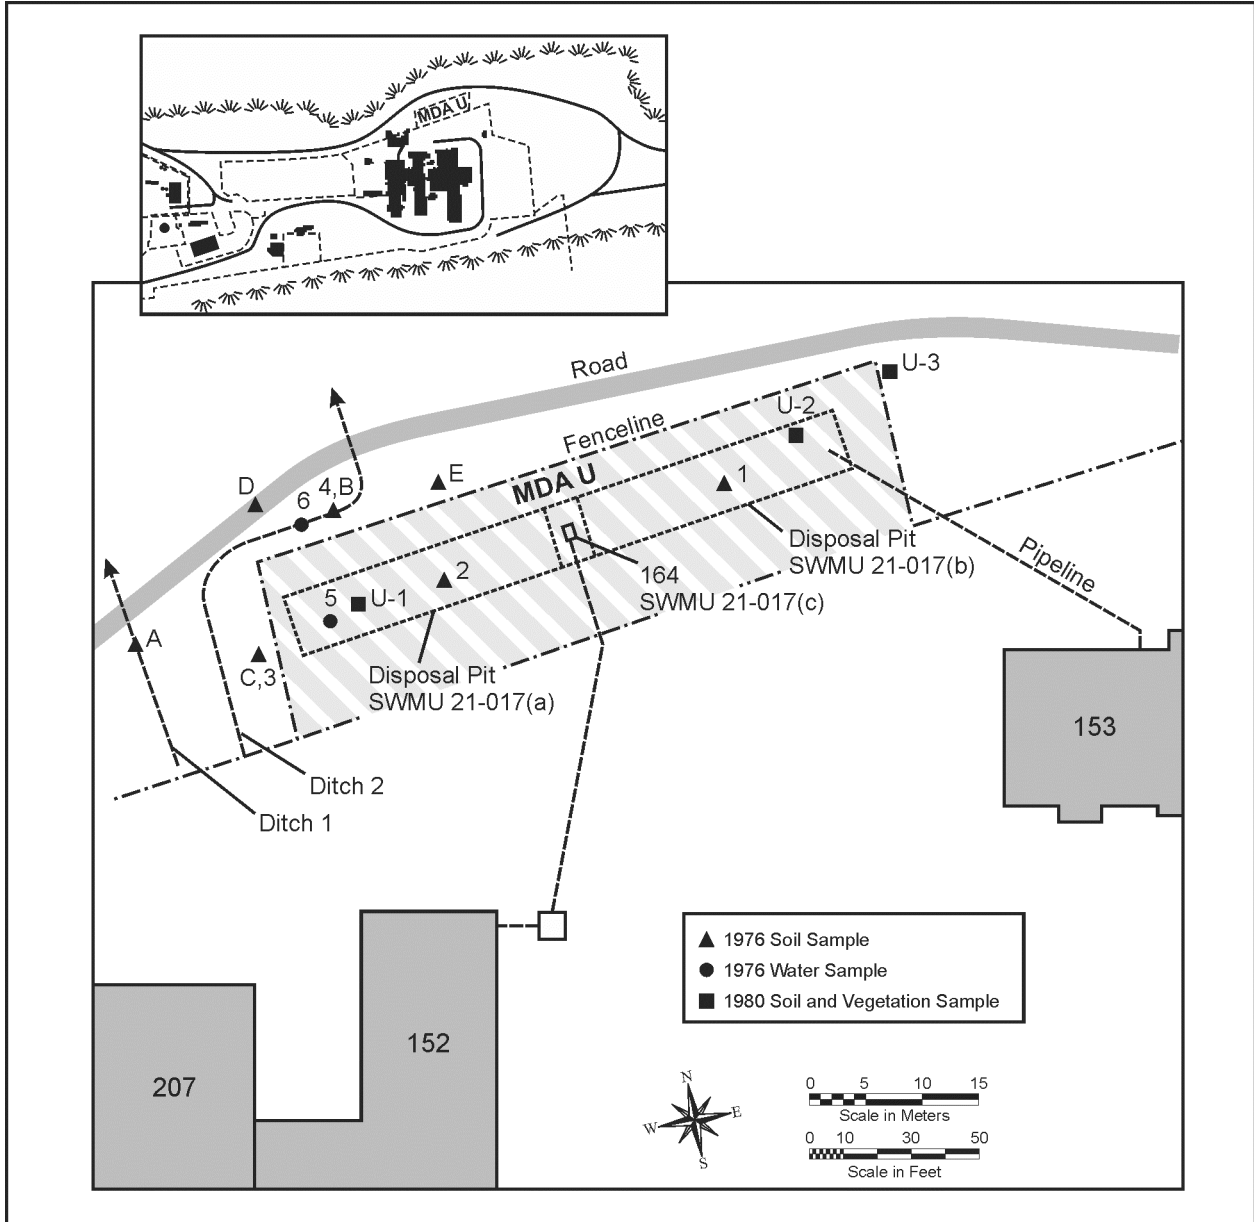 MDA U
Road
U-3
Fenceline
U-2
E
D
4,B
6
MDA U
1
Disposal Pit
SWMU 21-017(b)
Pipeline
164
SWMU 21-017(c)
2
5
U-1
A
C,3
Disposal Pit
SWMU 21-017(a)
153
Ditch 2
Ditch 1
1976 Soil Sample
1976 Water Sample
1980 Soil and Vegetation Sample
152
207
N
W
E
S
0 5 10 15
Scale in Meters
0 10 30 50
Scale in Feet